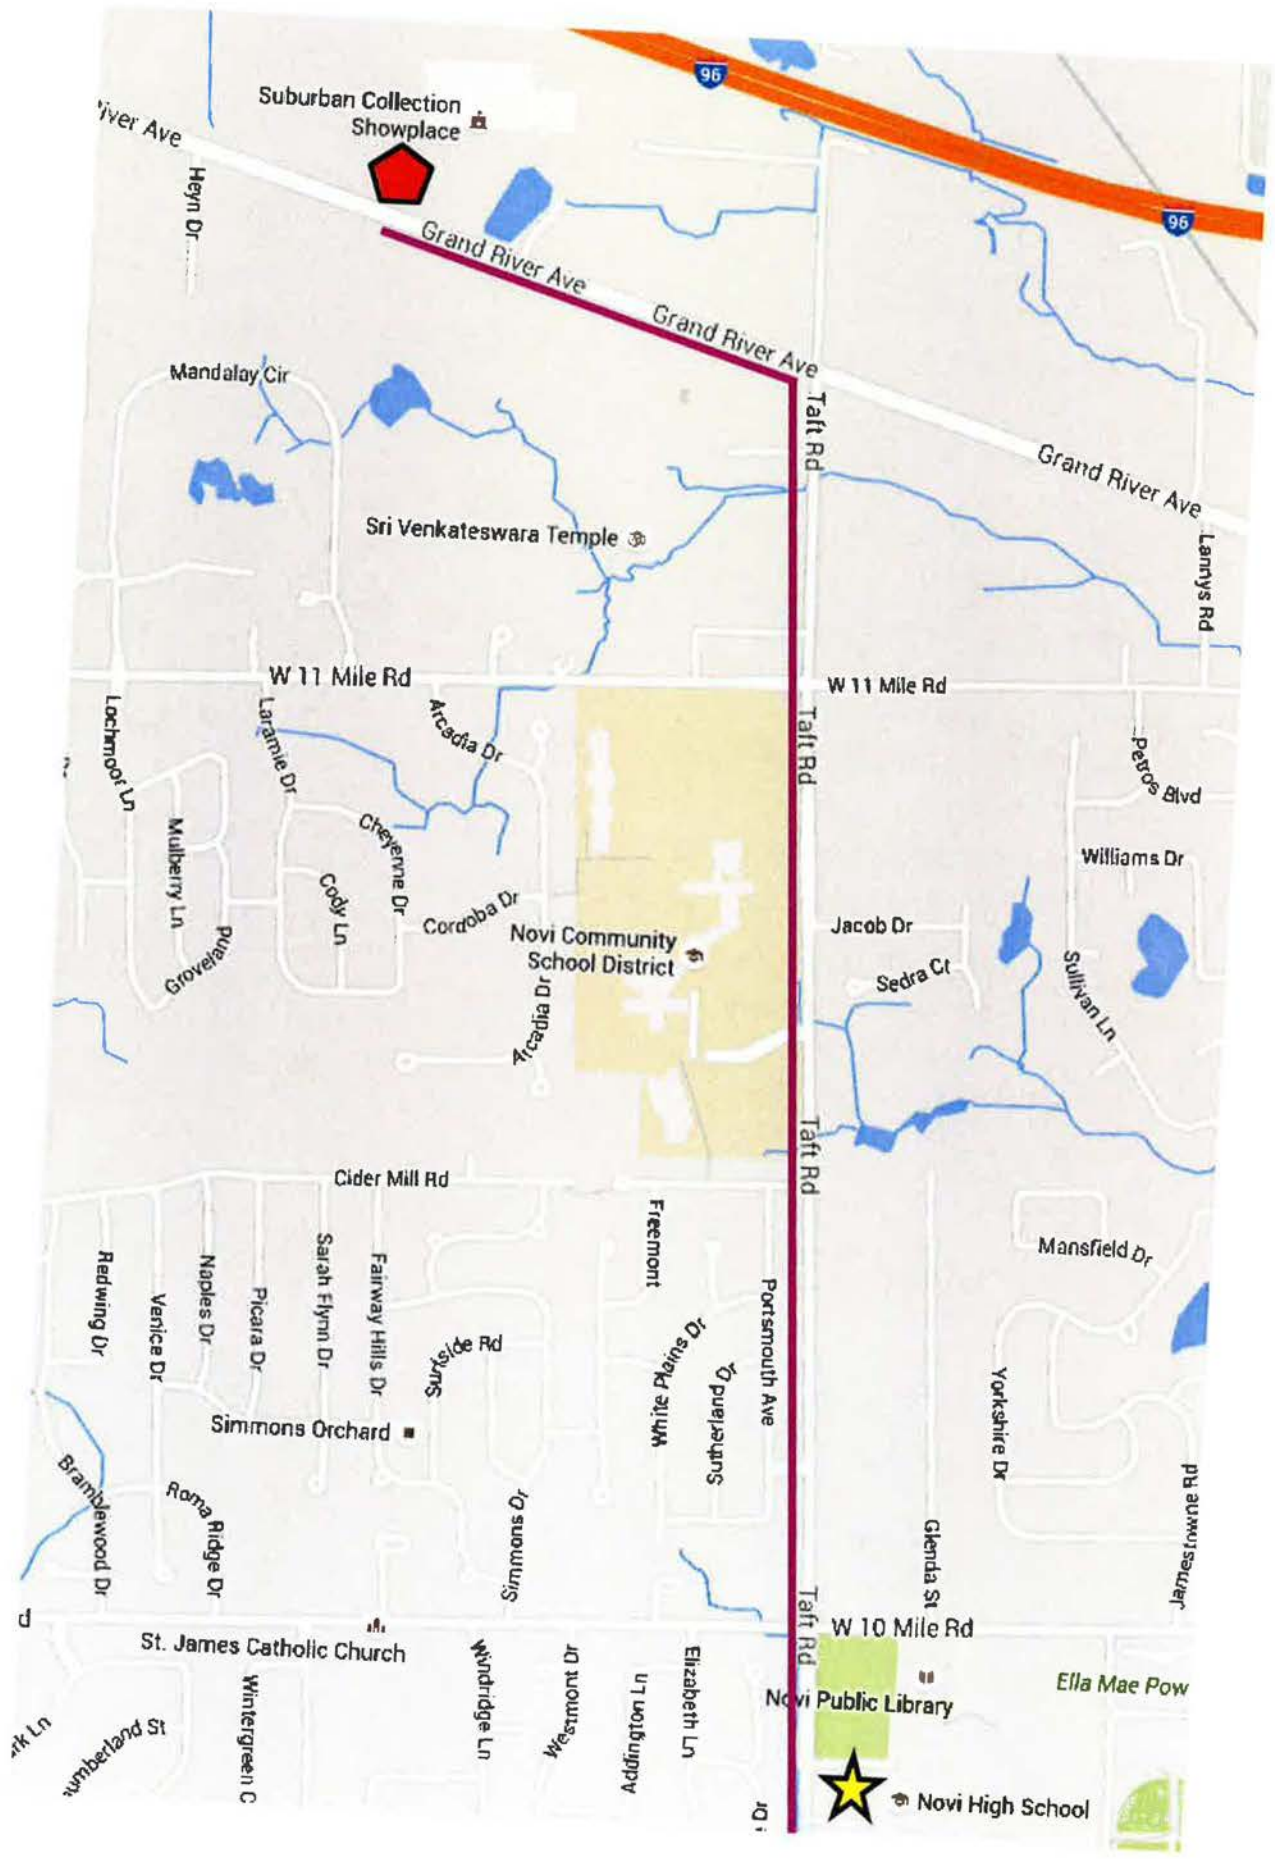 96
Suburban Collection
Showplace
River Ave
96
Heyn Dr
Grand River Ave
Grand River Ave
Mandalay Cir
Taft Rd
Grand River Ave
Sri Venkateswara Temple
Lannys Rd
W 11 Mile Rd
W 11 Mile Rd
Lochmoor Ln
Laramie Dr
Arcadia Dr
Taft Rd
Petros Blvd
Mulberry Ln
Cheyenne Dr
Williams Dr
Cody Ln
Cordoba Dr
Jacob Dr
Groveland
Novi Community
School District
Sedra Ct
Sullivan Ln
Arcadia Dr
Taft Rd
Cider Mill Rd
Freemont
Mansfield Dr
Redwing Dr
Venice Dr
Naples Dr
Picara Dr
Sarah Flynn Dr
Fairway Hills Dr
Surfside Rd
White Plains Dr
Sutherland Dr
Portsmouth Ave
Yorkshire Dr
Simmons Orchard
Bramblewood Dr
Roma Ridge Dr
Simmons Dr
Glenda St
Jamestowne Rd
Taft Rd
d
W 10 Mile Rd
St. James Catholic Church
Windridge Ln
Westmont Dr
Addington Ln
Elizabeth Ln
Ella Mae Pow
Novi Public Library
Wintergreen C
rk Ln
umberland St
Novi High School